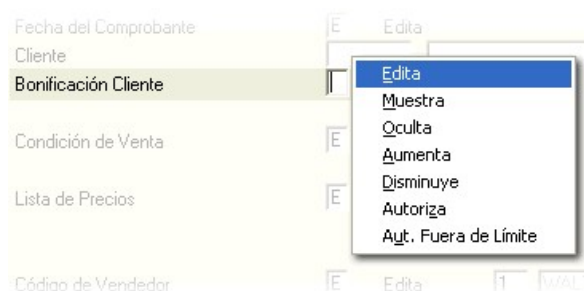 Fecha del Comprobante E Edita
Cliente
Bonificación Cliente
Edita
Muestra
Oculta
Aumenta
Disminuye
Autoriza
Aut. Fuera de Límite
Condición de Venta E
Lista de Precios E
Código de Vendedor E Edita 1